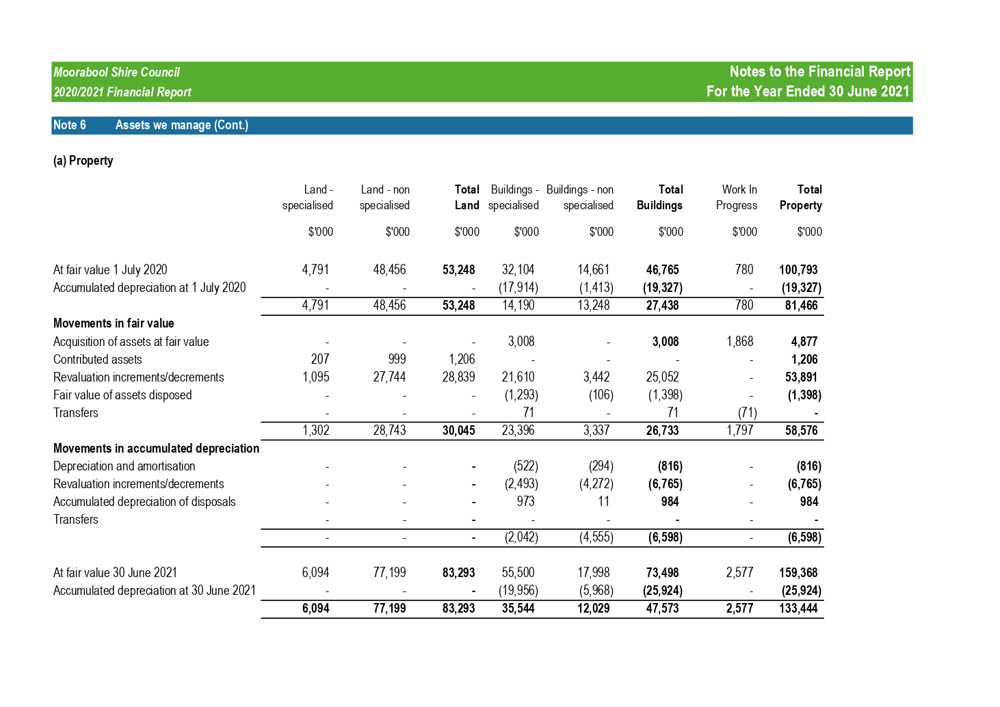 Moorabool Shire Council Notes to the Financial Report
2020/2021 Financial Report For the Year Ended 30 June 2021
Note 6 Assets we manage (Cont.)
(a) Property
Land - Land - non Total Buildings - Buildings - non Total Work In Total
specialised specialised Land specialised specialised Buildings Progress Property
$'000 $'000 $'000 $'000 $'000 $'000 $'000 $'000
At fair value 1 July 2020 4,791 48,456 53,248 32,104 14,661 46,765 780 100,793
Accumulated depreciation at 1 July 2020 - - - (17,914) (1,413) (19,327) - (19,327)
4,791 48,456 53,248 14,190 13,248 27,438 780 81,466
Movements in fair value
Acquisition of assets at fair value - - - 3,008 - 3,008 1,868 4,877
Contributed assets 207 999 1,206 - - - - 1,206
Revaluation increments/decrements 1,095 27,744 28,839 21,610 3,442 25,052 - 53,891
Fair value of assets disposed - - - (1,293) (106) (1,398) - (1,398)
Transfers - - - 71 - 71 (71) -
1,302 28,743 30,045 23,396 3,337 26,733 1,797 58,576
Movements in accumulated depreciation
Depreciation and amortisation - - - (522) (294) (816) - (816)
Revaluation increments/decrements - - - (2,493) (4,272) (6,765) - (6,765)
Accumulated depreciation of disposals - - - 973 11 984 - 984
Transfers - - - - - - - -
- - - (2,042) (4,555) (6,598) - (6,598)
At fair value 30 June 2021 6,094 77,199 83,293 55,500 17,998 73,498 2,577 159,368
Accumulated depreciation at 30 June 2021 - - - (19,956) (5,968) (25,924) - (25,924)
6,094 77,199 83,293 35,544 12,029 47,573 2,577 133,444